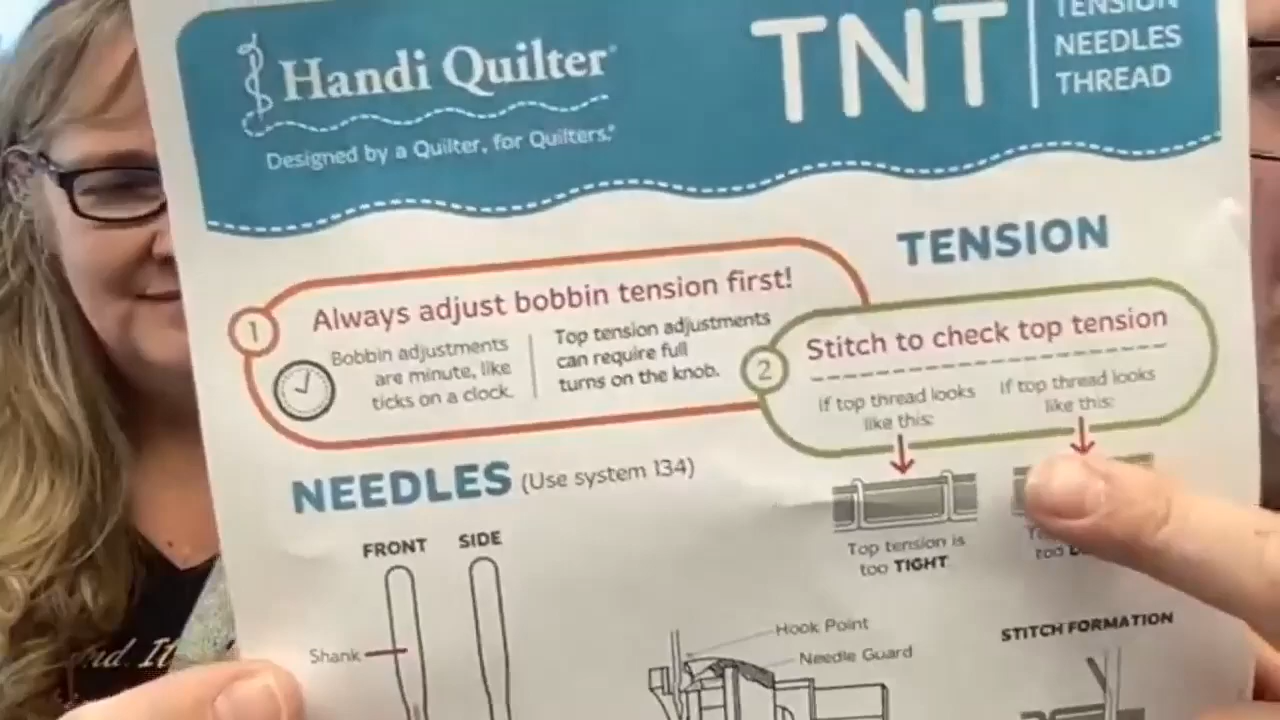 Handi Quilter®
Designed by a Quilter, for Quilters.®
TNT
TENSION
NEEDLES
THREAD
TENSION
1
Always adjust bobbin tension first!
Bobbin adjustments
are minute, like
ticks on a clock.
Top tension adjustments
can require full
turns on the knob.
2
Stitch to check top tension
If top thread looks
like this:
If top thread looks
like this:
Top tension is
too TIGHT
too
NEEDLES (Use system 134)
FRONT
SIDE
Shank
Hook Point
Needle Guard
STITCH FORMATION
It